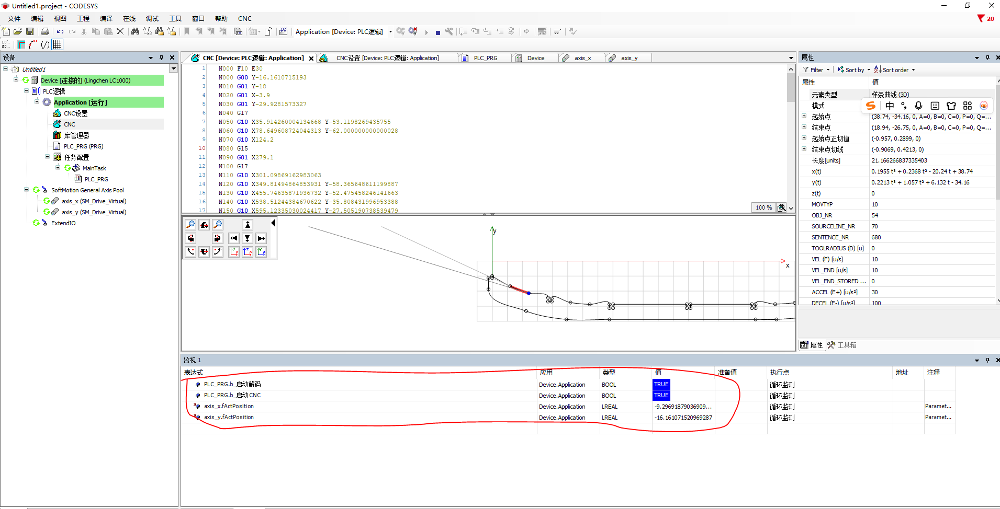 Untitled1.project - CODESYS
文件 编辑 视图 工程 编译 在线 调试 工具 窗口 帮助 CNC
20
Application [Device: PLC逻辑]
设备
Untitled1
Device [连接的] (Lingchen LC1000)
PLC逻辑
Application [运行]
CNC设置
CNC
库管理器
PLC_PRG (PRG)
任务配置
MainTask
PLC_PRG
SoftMotion General Axis Pool
axis_x (SM_Drive_Virtual)
axis_y (SM_Drive_Virtual)
ExtendIO
CNC [Device: PLC逻辑: Application] CNC设置 [Device: PLC逻辑: Application] PLC_PRG Device axis_x axis_y
1 N000 F10 E30
2 N000 G00 Y-16.1610715193
3 N010 G01 Y-18
4 N020 G01 X-3.9
5 N030 G01 Y-29.9281573327
6 N040 G17
7 N050 G10 X35.914260004134668 Y-53.1198269435755
8 N060 G10 X78.649608724044313 Y-62.000000000000028
9 N070 G10 X124.2
10 N080 G15
11 N090 G01 X279.1
12 N100 G17
13 N110 G10 X301.09869162983063
14 N120 G10 X349.81494864853931 Y-58.365648611199887
15 N130 G10 X455.74635871936732 Y-52.475458246141663
16 N140 G10 X538.51244384670622 Y-35.808431996953388
17 N150 G10 X595.12335030024417 Y-27.505190738539479
100 %
y
x
属性
Filter Sort by Sort order
属性 值
元素类型 样条曲线 (3D)
模式
中
起始点 (38.74, -34.16, 0, A=0, B=0, C=0, P=0, Q=...
结束点 (18.94, -26.75, 0, A=0, B=0, C=0, P=0, Q=...
起始点正切值 (-0.957, 0.2899, 0)
结束点切线 (-0.9069, 0.4213, 0)
长度[units] 21.166266837335403
x(t) 0.1955 t³ + 0.2368 t² - 20.24 t + 38.74
y(t) 0.2213 t³ + 1.057 t² + 6.132 t - 34.16
z(t) 0
MOVTYP 10
OBJ_NR 54
SOURCELINE_NR 70
SENTENCE_NR 680
TOOLRADIUS (D) [u] 0
VEL (F) [u/s] 10
VEL_END [u/s] 10
VEL_END_STORED ... 0
ACCEL (E+) [u/s²] 30
DECEL (E-) [u/s²] 100
属性 工具箱
监视 1
表达式 应用 类型 值 准备值 执行点 地址 注释
PLC_PRG.b_启动解码 Device.Application BOOL TRUE 循环监测
PLC_PRG.b_启动CNC Device.Application BOOL TRUE 循环监测
axis_x.fActPosition Device.Application LREAL -9.29691879036909... 循环监测 Paramet...
axis_y.fActPosition Device.Application LREAL -16.161071520969287 循环监测 Paramet...